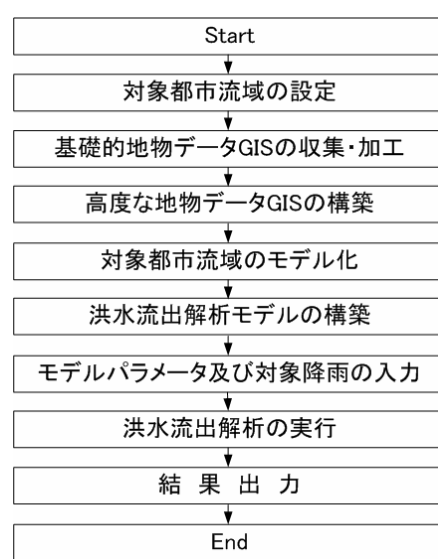 Start
対象都市流域の設定
基礎的地物データGISの収集・加工
高度な地物データGISの構築
対象都市流域のモデル化
洪水流出解析モデルの構築
モデルパラメータ及び対象降雨の入力
洪水流出解析の実行
結 果 出 力
End